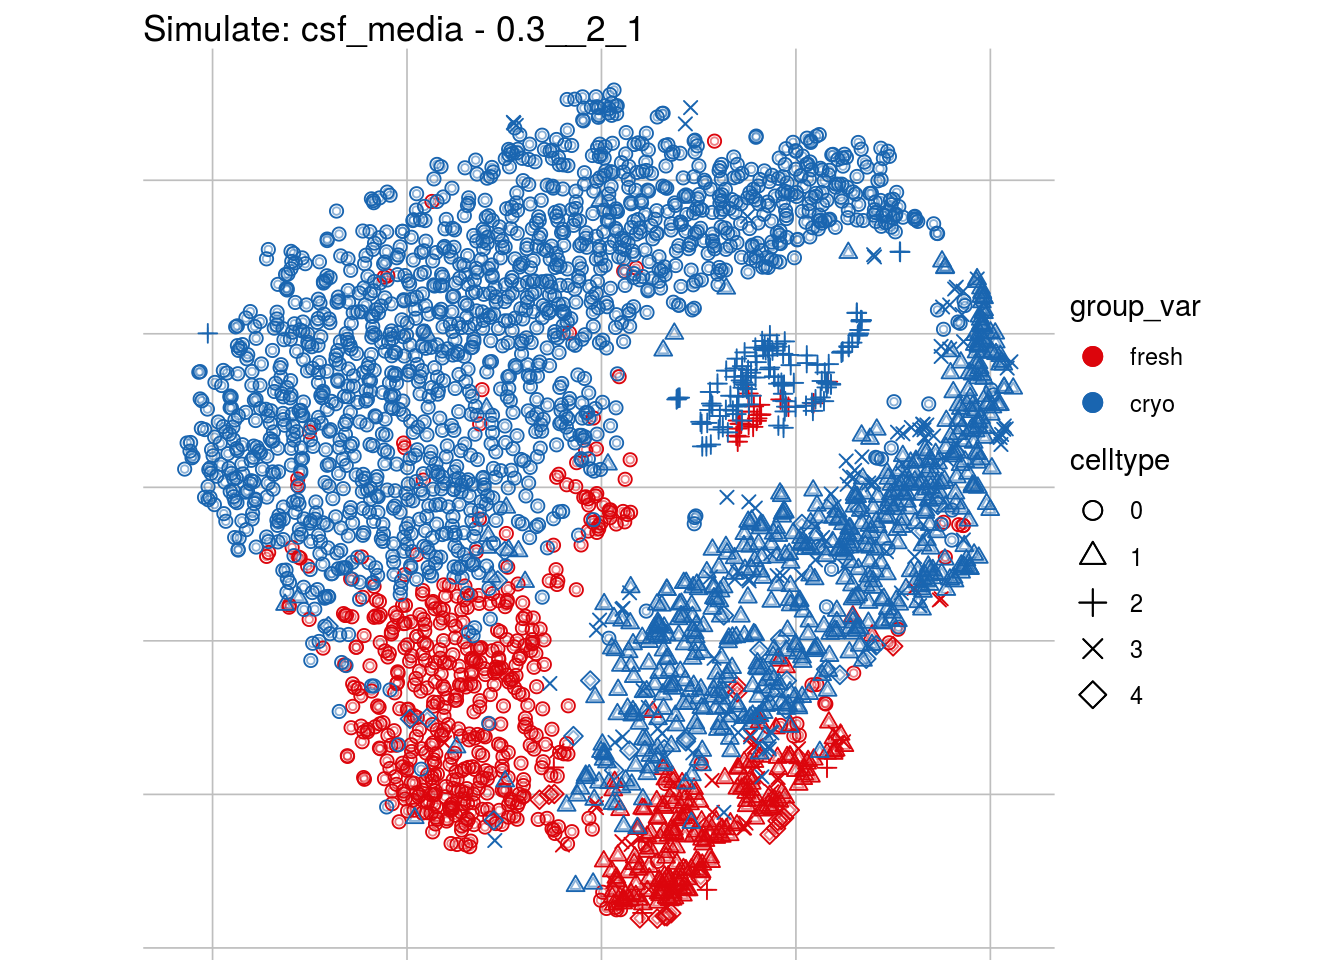 Simulate: csf_media - 0.3__2_1
group_var
fresh
cryo
celltype
0
1
2
3
4